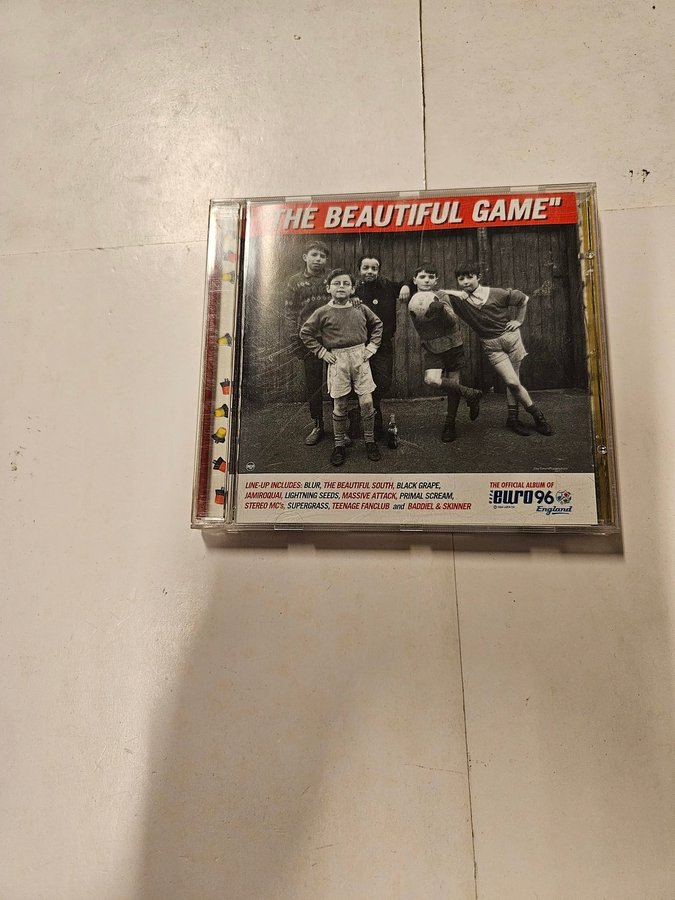 "THE BEAUTIFUL GAME"
LINE-UP INCLUDES: BLUR, THE BEAUTIFUL SOUTH, BLACK GRAPE,
JAMIROQUAI, LIGHTNING SEEDS, MASSIVE ATTACK, PRIMAL SCREAM,
STEREO MC's, SUPERGRASS, TEENAGE FANCLUB and BADDIEL & SKINNER
THE OFFICIAL ALBUM OF
EURO96
England